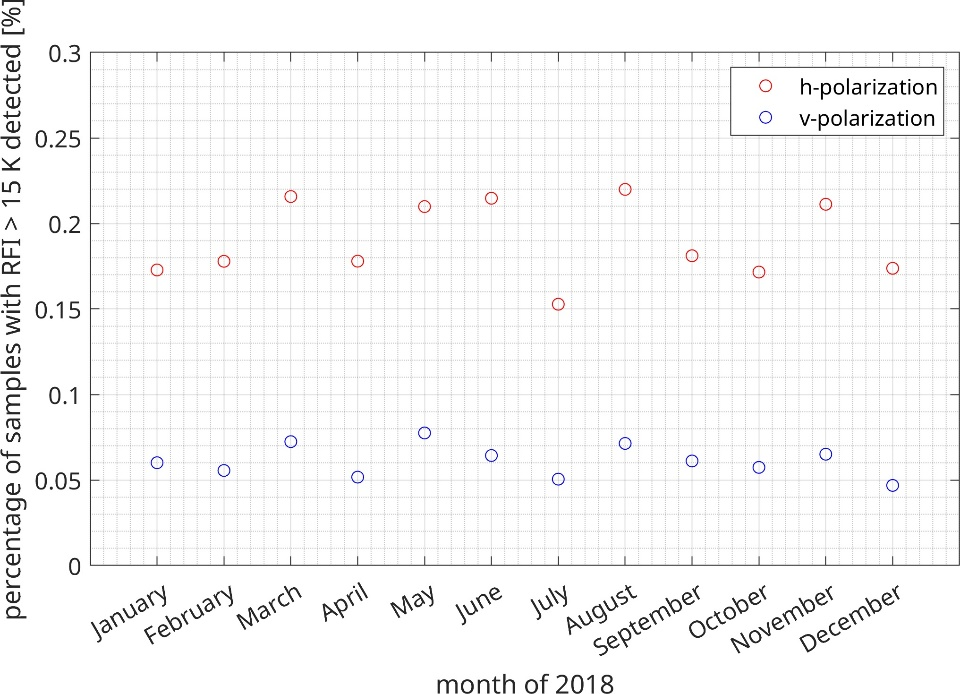 percentage of samples with RFI > 15 K detected [%]
0.3
0.25
0.2
0.15
0.1
0.05
0
h-polarization
v-polarization
January
February
March
April
May
June
July
August
September
October
November
December
month of 2018